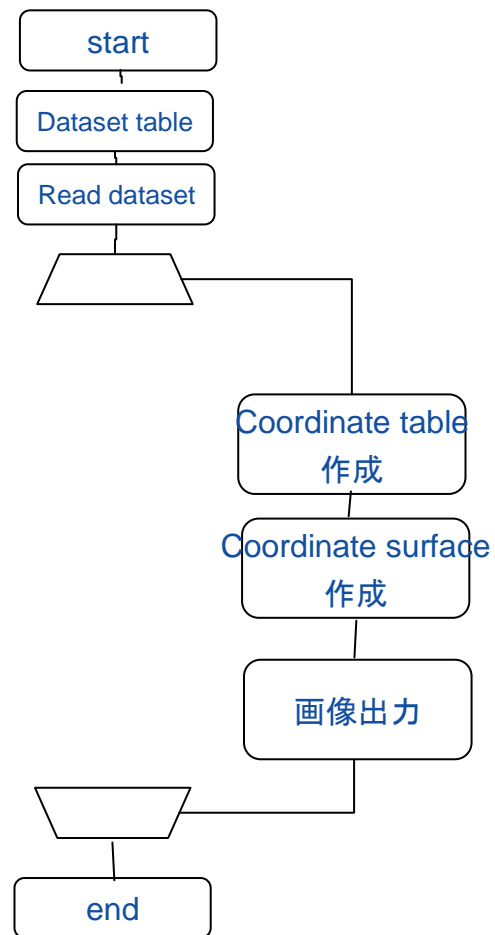 start
Dataset table
Read dataset
Coordinate table
作成
Coordinate surface
作成
画像出力
end